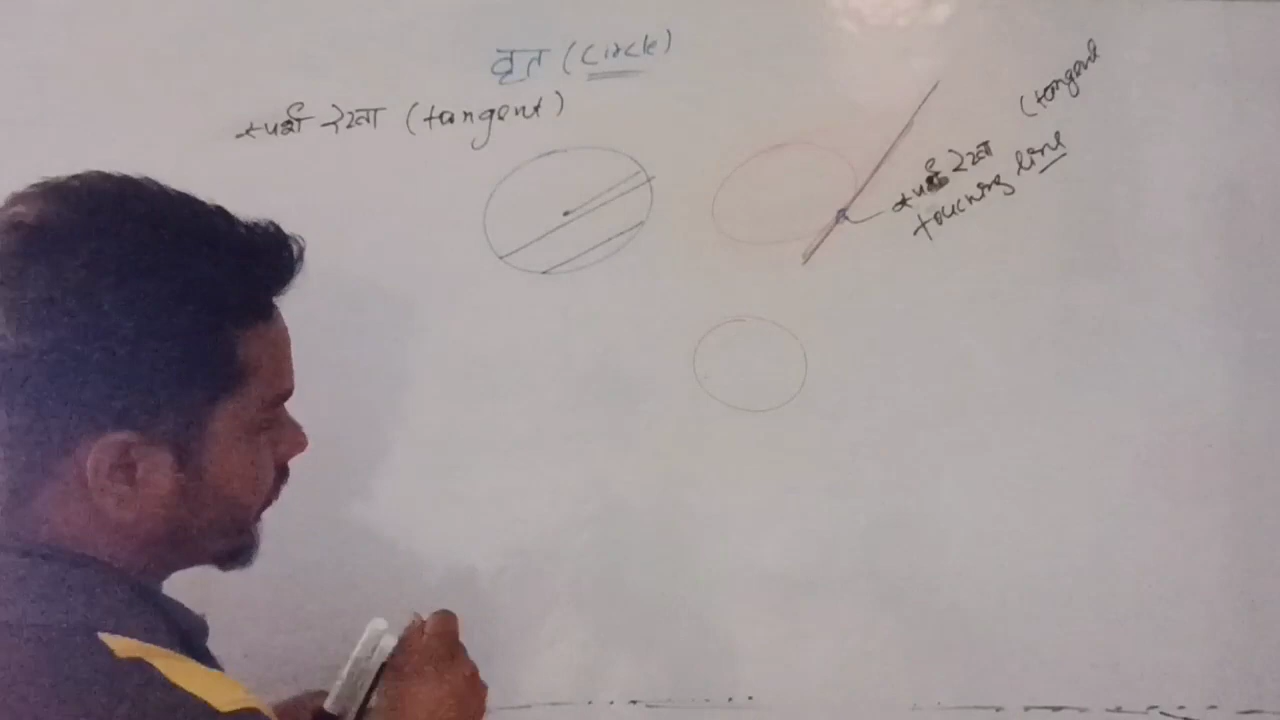 वृत (Circle)
स्पर्श रेखा (tangent)
(tangent
स्पर्श रेखा
touching line